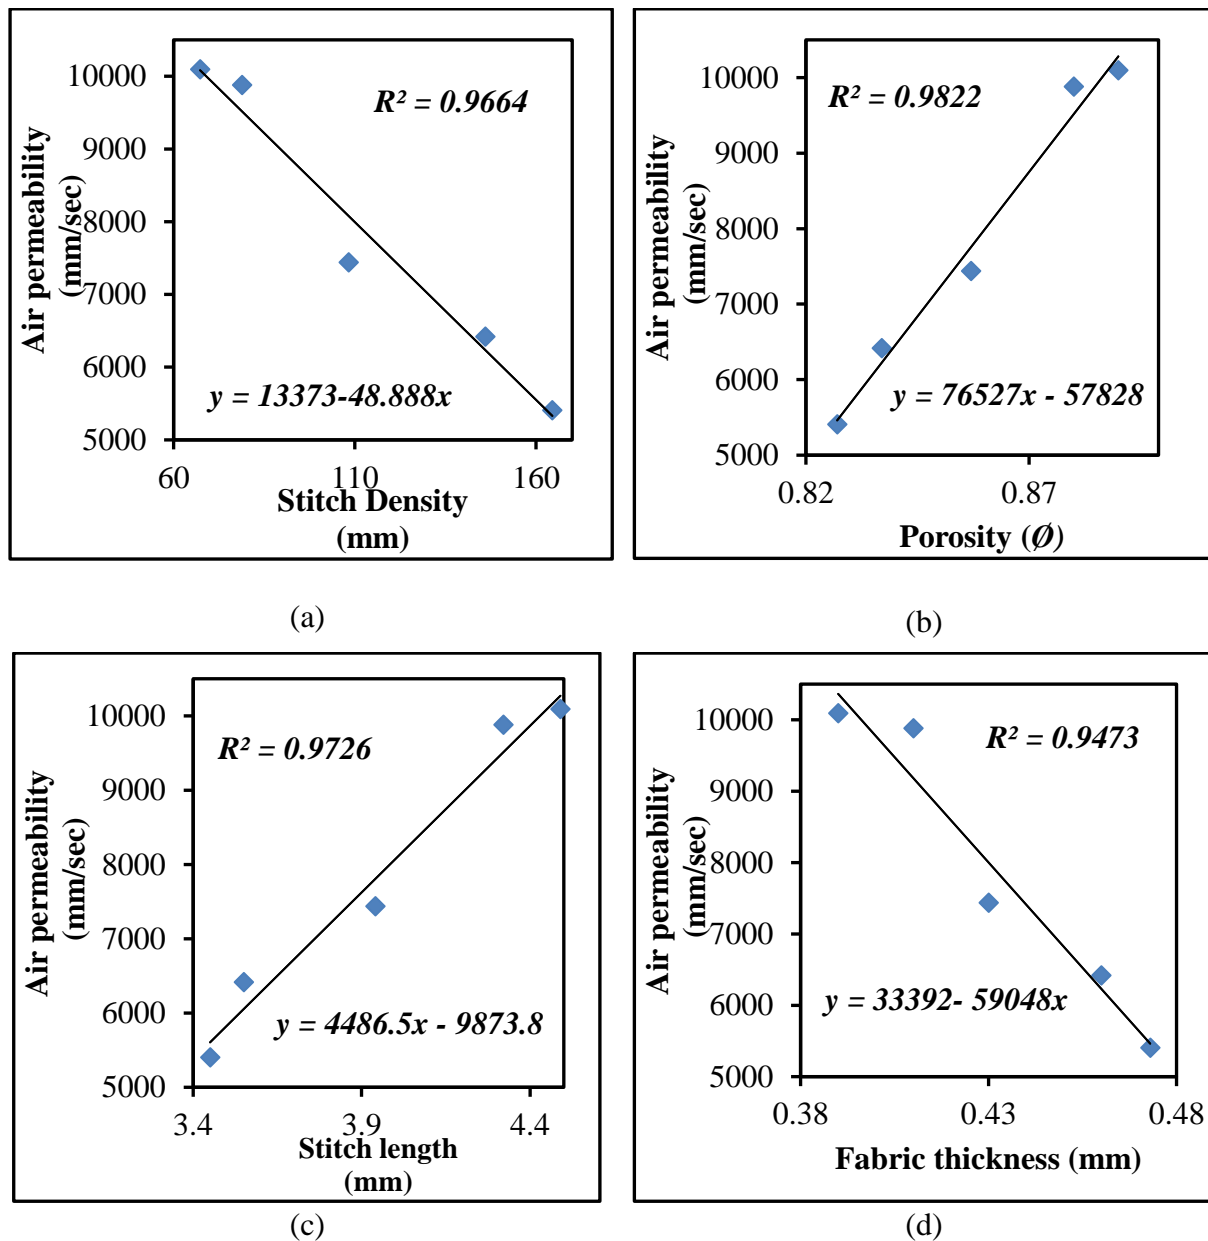 10000
9000
8000
7000
6000
5000
60
110
160
Air permeability
(mm/sec)
R² = 0.9664
y = 13373-48.888x
Stitch Density
(mm)
(a)
10000
9000
8000
7000
6000
5000
0.82
0.87
Air permeability
(mm/sec)
R² = 0.9822
y = 76527x - 57828
Porosity (Ø)
(b)
10000
9000
8000
7000
6000
5000
3.4
3.9
4.4
Air permeability
(mm/sec)
R² = 0.9726
y = 4486.5x - 9873.8
Stitch length
(mm)
(c)
10000
9000
8000
7000
6000
5000
0.38
0.43
0.48
Air permeability
(mm/sec)
R² = 0.9473
y = 33392- 59048x
Fabric thickness (mm)
(d)